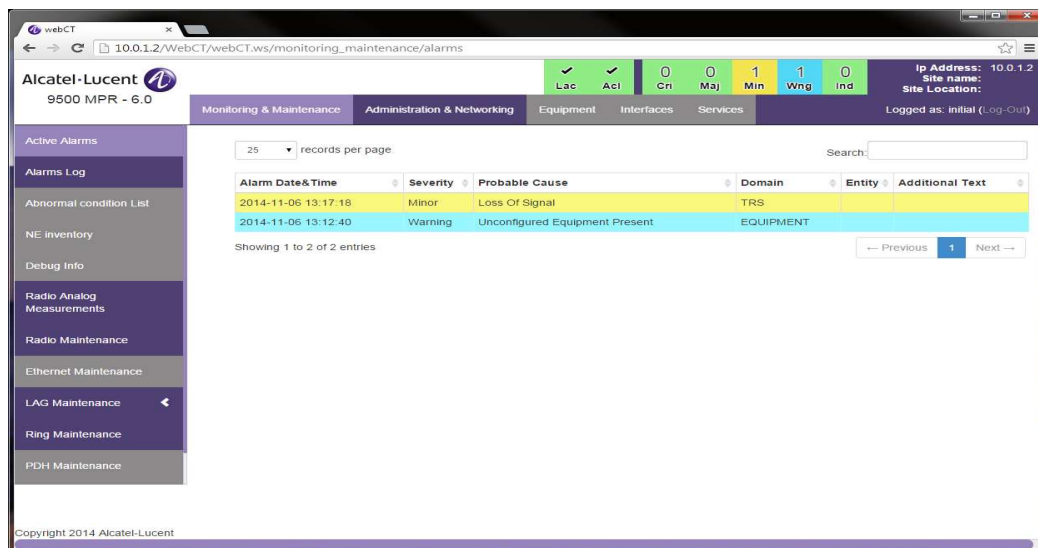 webCT
10.0.1.2/WebCT/webCT.ws/monitoring_maintenance/alarms
Alcatel·Lucent
9500 MPR - 6.0
Lac
Acl
0 Cri
0 Maj
1 Min
1 Wng
0 Ind
Ip Address: 10.0.1.2
Site name:
Site Location:
Monitoring & Maintenance Administration & Networking Equipment Interfaces Services
Logged as: initial (Log-Out)
Active Alarms
Alarms Log
Abnormal condition List
NE inventory
Debug Info
Radio Analog
Measurements
Radio Maintenance
Ethernet Maintenance
LAG Maintenance
Ring Maintenance
PDH Maintenance
25 records per page
Search:
Alarm Date&Time Severity Probable Cause Domain Entity Additional Text
2014-11-06 13:17:18 Minor Loss Of Signal TRS
2014-11-06 13:12:40 Warning Unconfigured Equipment Present EQUIPMENT
Showing 1 to 2 of 2 entries
← Previous 1 Next →
Copyright 2014 Alcatel-Lucent